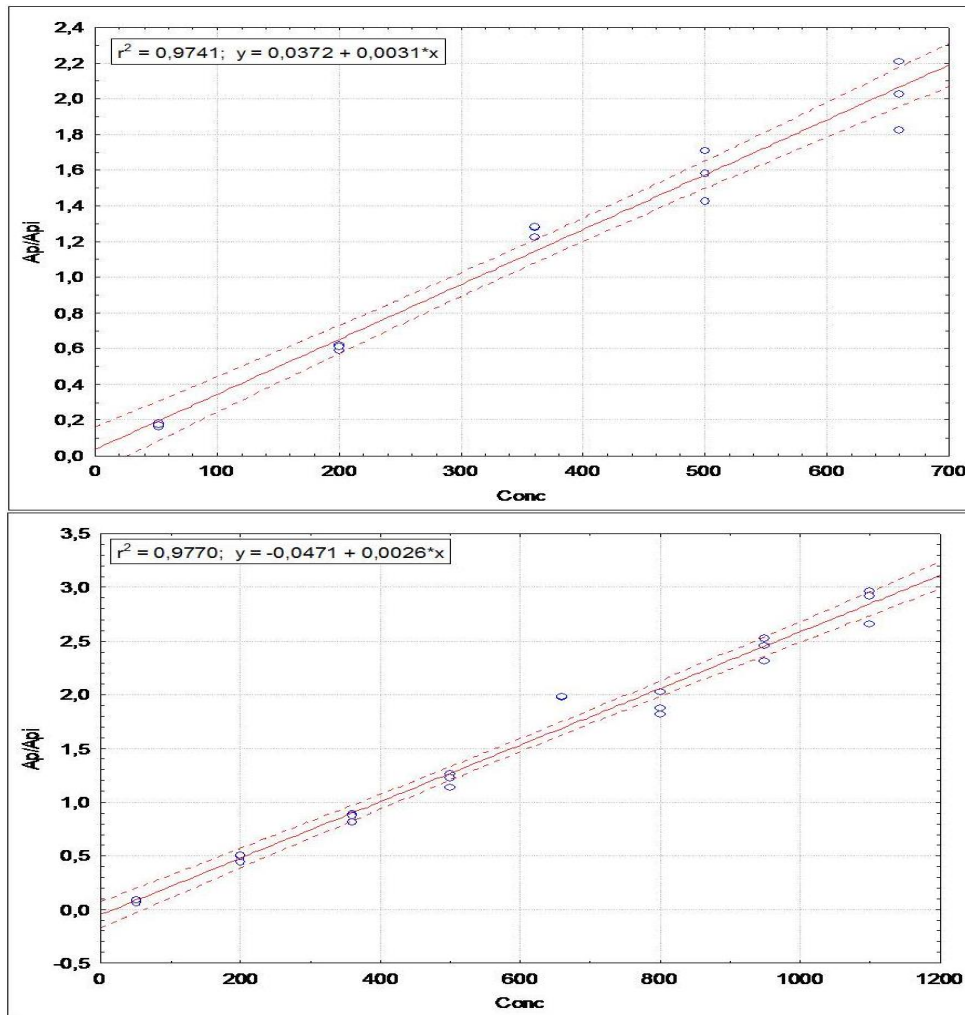 r² = 0,9741; y = 0,0372 + 0,0031*x
2,4
2,2
2,0
1,8
1,6
1,4
1,2
1,0
0,8
0,6
0,4
0,2
0,0
Ap/Api
0 100 200 300 400 500 600 700
Conc
r² = 0,9770; y = -0,0471 + 0,0026*x
3,5
3,0
2,5
2,0
1,5
1,0
0,5
0,0
-0,5
Ap/Api
0 200 400 600 800 1000 1200
Conc